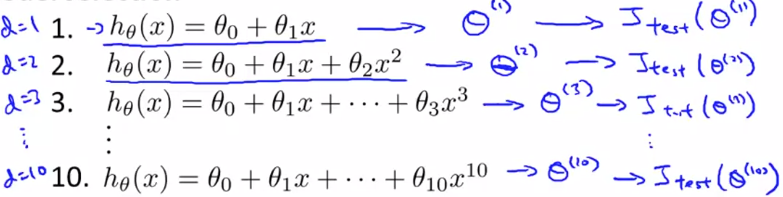 d=1 1. → h_θ(x) = θ_0 + θ_1x → Θ^(1) → J_test(Θ^(1))
d=2 2. h_θ(x) = θ_0 + θ_1x + θ_2x^2 → Θ^(2) → J_test(Θ^(2))
d=3 3. h_θ(x) = θ_0 + θ_1x + ⋯ + θ_3x^3 → Θ^(3) → J_test(Θ^(3))
⋮ ⋮ ⋮
d=10 10. h_θ(x) = θ_0 + θ_1x + ⋯ + θ_10x^10 → Θ^(10) → J_test(Θ^(10))